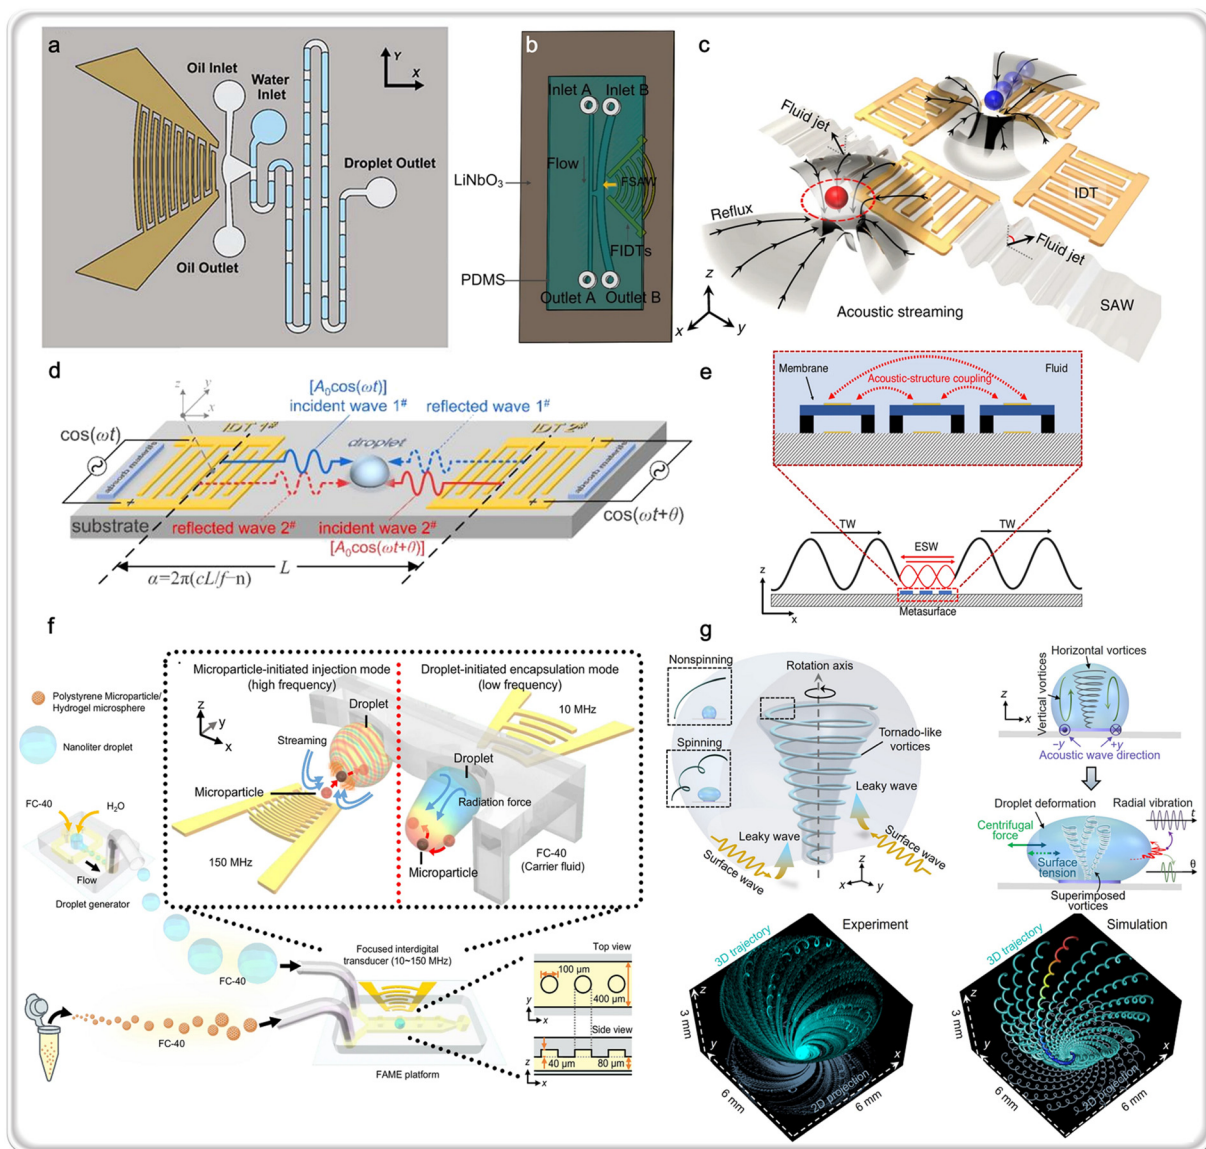 a
Oil Inlet
Water
Inlet
Y
X
Droplet Outlet
Oil Outlet
b
Inlet A
Inlet B
Flow
FSAW
LiNbO₃
FIDTs
PDMS
Outlet A
Outlet B
c
Fluid jet
IDT
Reflux
Fluid jet
SAW
z
x
y
Acoustic streaming
d
z
y
x
[A₀cos(ωt)]
incident wave 1#
reflected wave 1#
cos(ωt)
IDT 1#
droplet
IDT 2#
absorb materils
absorb materils
substrate
reflected wave 2#
incident wave 2#
[A₀cos(ωt+θ)]
cos(ωt+θ)
L
α=2π(cL/f−n)
e
Membrane
Fluid
Acoustic-structure coupling
TW
TW
ESW
z
x
Metasurface
f
Microparticle-initiated injection mode
(high frequency)
Droplet-initiated encapsulation mode
(low frequency)
Polystyrene Microparticle/
Hydrogel microsphere
Nanoliter droplet
z
y
x
Droplet
10 MHz
Streaming
Droplet
Microparticle
Radiation force
150 MHz
Microparticle
FC-40
(Carrier fluid)
FC-40
H₂O
Flow
Droplet generator
FC-40
Focused interdigital
transducer (10~150 MHz)
FC-40
FAME platform
Top view
100 μm
400 μm
y
x
Side view
z
x
40 μm
80 μm
g
Nonspinning
Spinning
Rotation axis
Tornado-like
vortices
Leaky wave
Leaky wave
Surface wave
Surface wave
z
x
y
Horizontal vortices
Vertical vortices
z
x
−y
+y
Acoustic wave direction
Droplet deformation
Radial vibration
t
Centrifugal
force
Surface
tension
θ
Superimposed
vortices
Experiment
3D trajectory
z
3 mm
y
x
2D projection
6 mm
6 mm
Simulation
3D trajectory
z
3 mm
y
x
2D projection
6 mm
6 mm